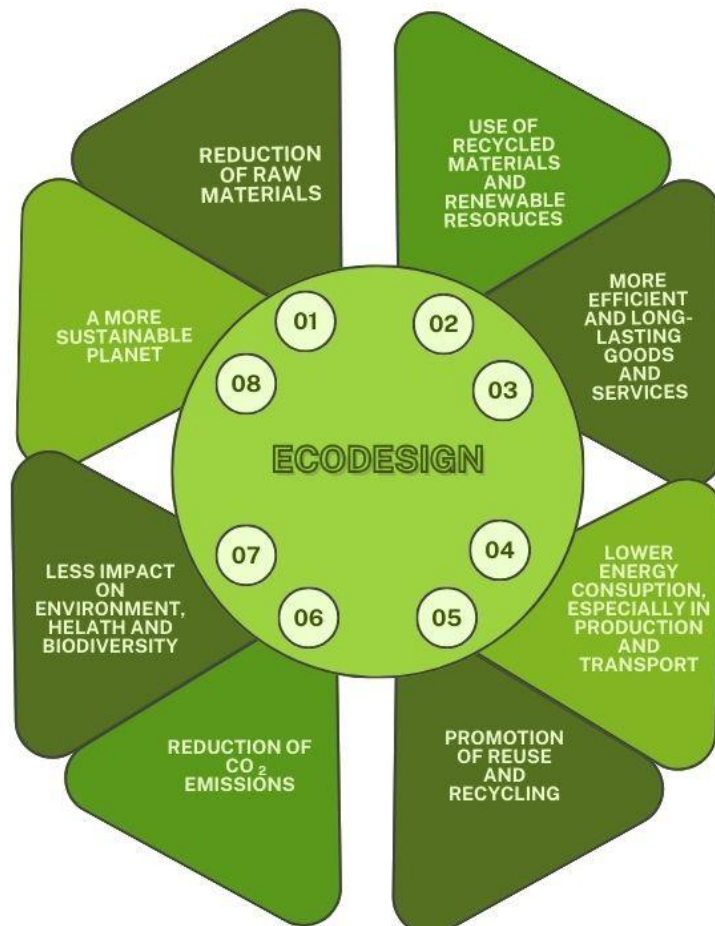 REDUCTION
OF RAW
MATERIALS
USE OF
RECYCLED
MATERIALS
AND
RENEWABLE
RESORUCES
MORE
EFFICIENT
AND LONG-
LASTING
GOODS
AND
SERVICES
LOWER
ENERGY
CONSUPTION,
ESPECIALLY IN
PRODUCTION
AND
TRANSPORT
PROMOTION
OF REUSE
AND
RECYCLING
REDUCTION OF
CO₂
EMISSIONS
LESS IMPACT
ON
ENVIRONMENT,
HELATH AND
BIODIVERSITY
A MORE
SUSTAINABLE
PLANET
01
02
03
04
05
06
07
08
ECODESIGN